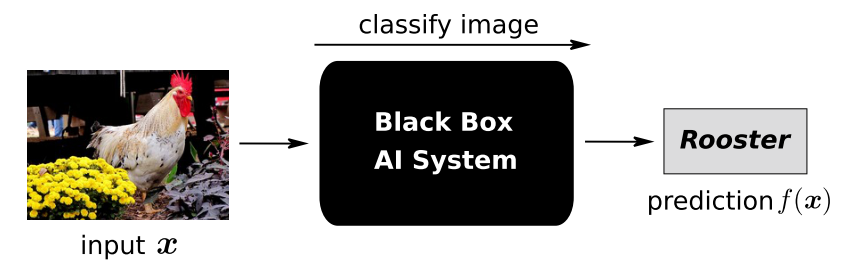 classify image
Black Box
AI System
Rooster
input x
prediction f(x)